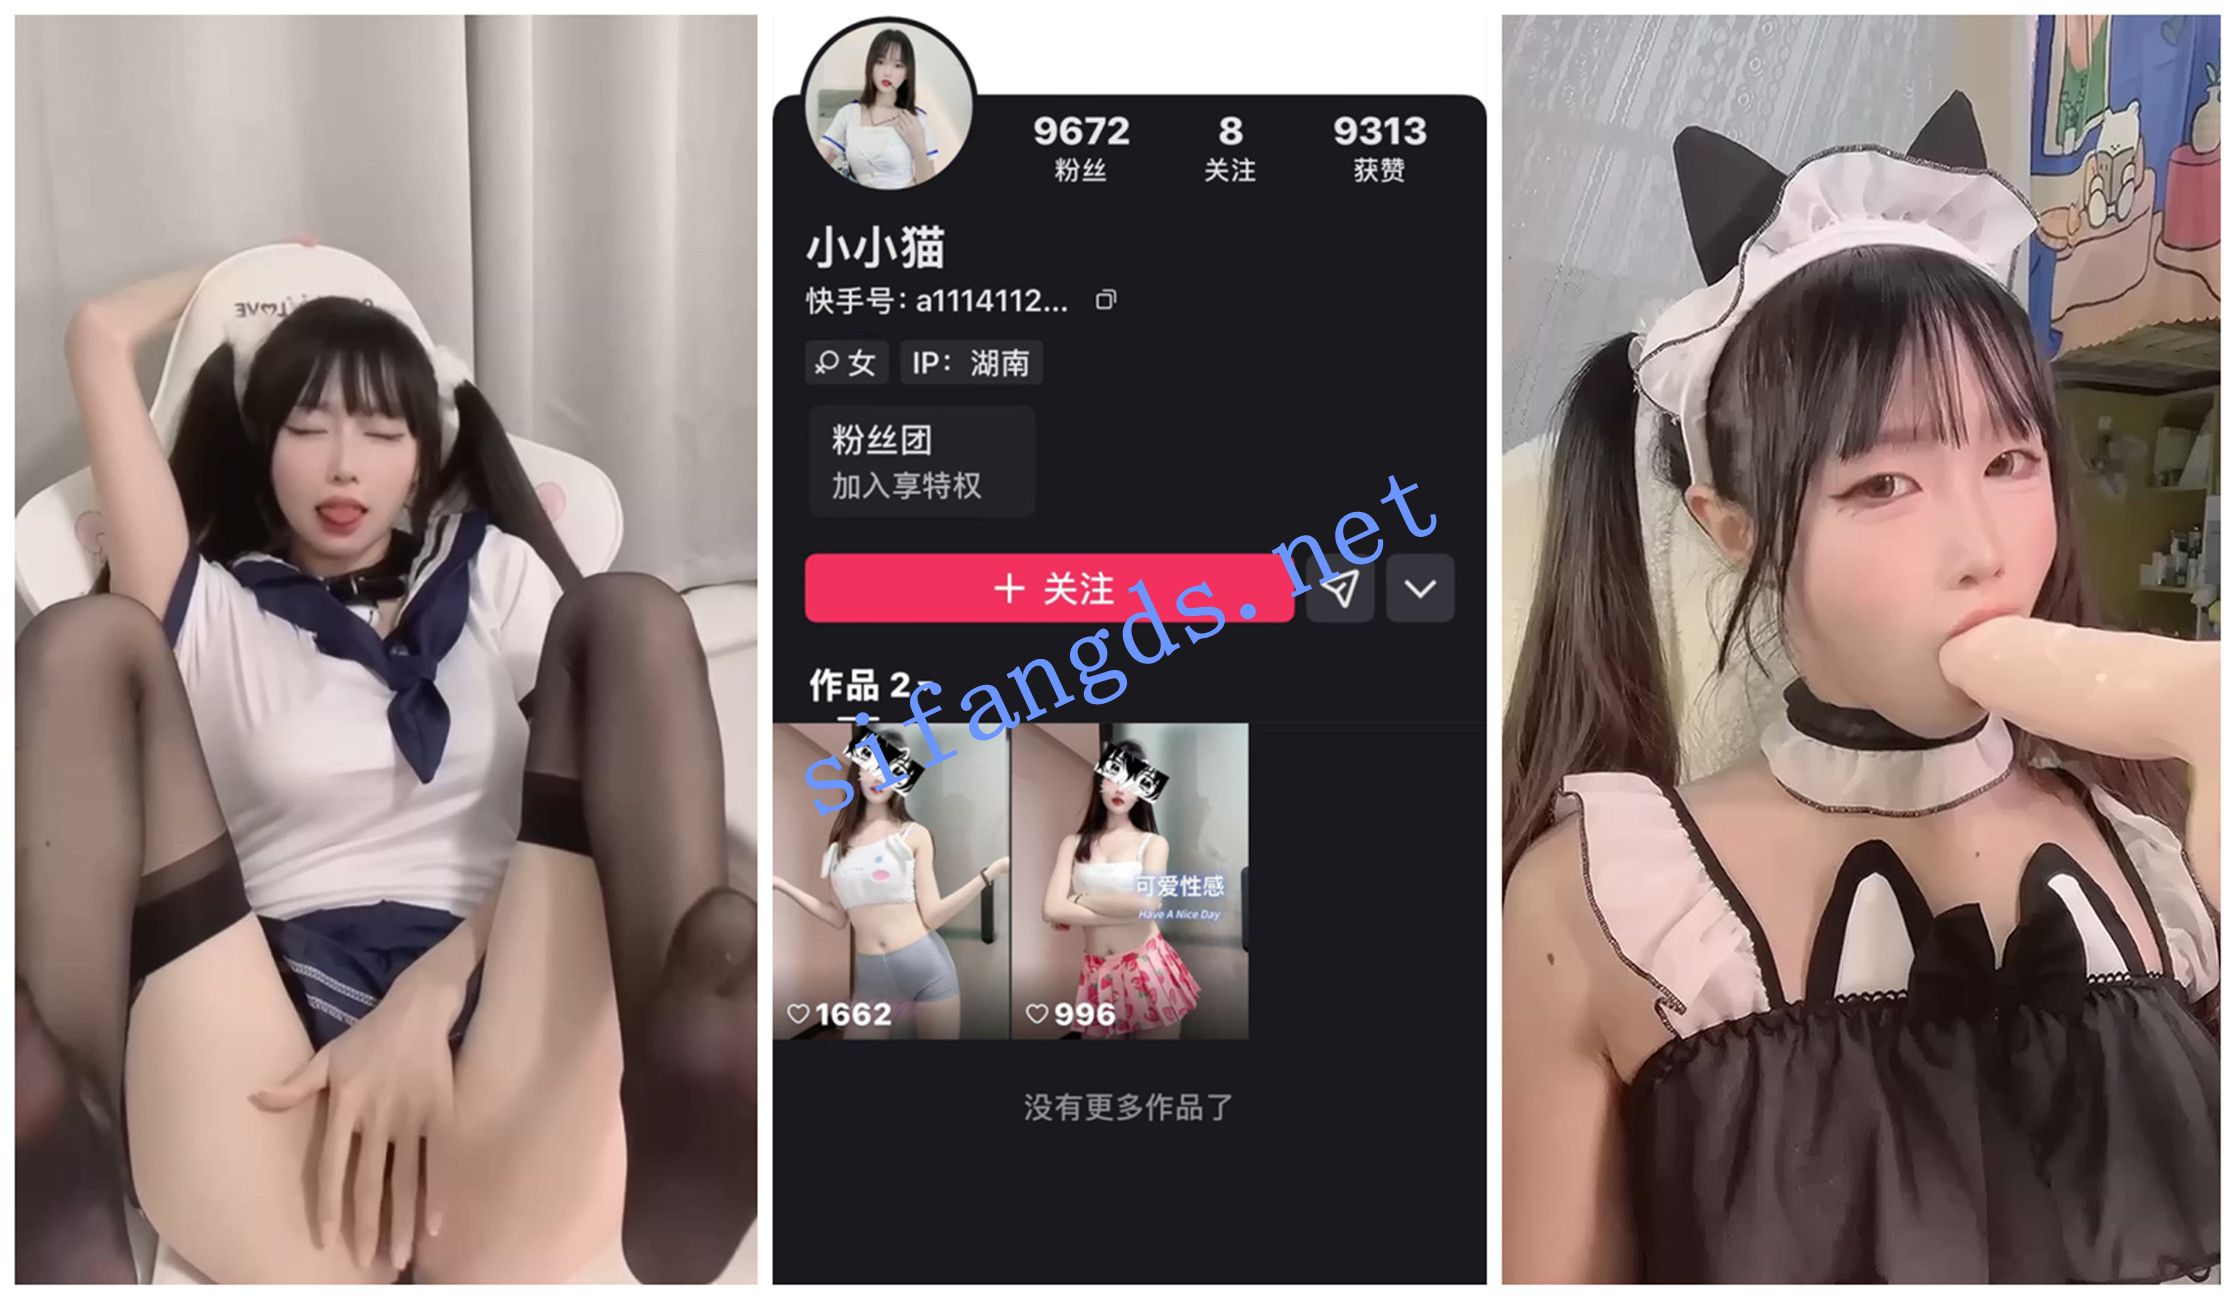 9672
8
9313
粉丝
关注
获赞
小小猫
快手号: a1114112...
女
IP: 湖南
粉丝团
加入享特权
+ 关注
sifangds.net
作品 2
可爱性感
Have A Nice Day
1662
996
没有更多作品了